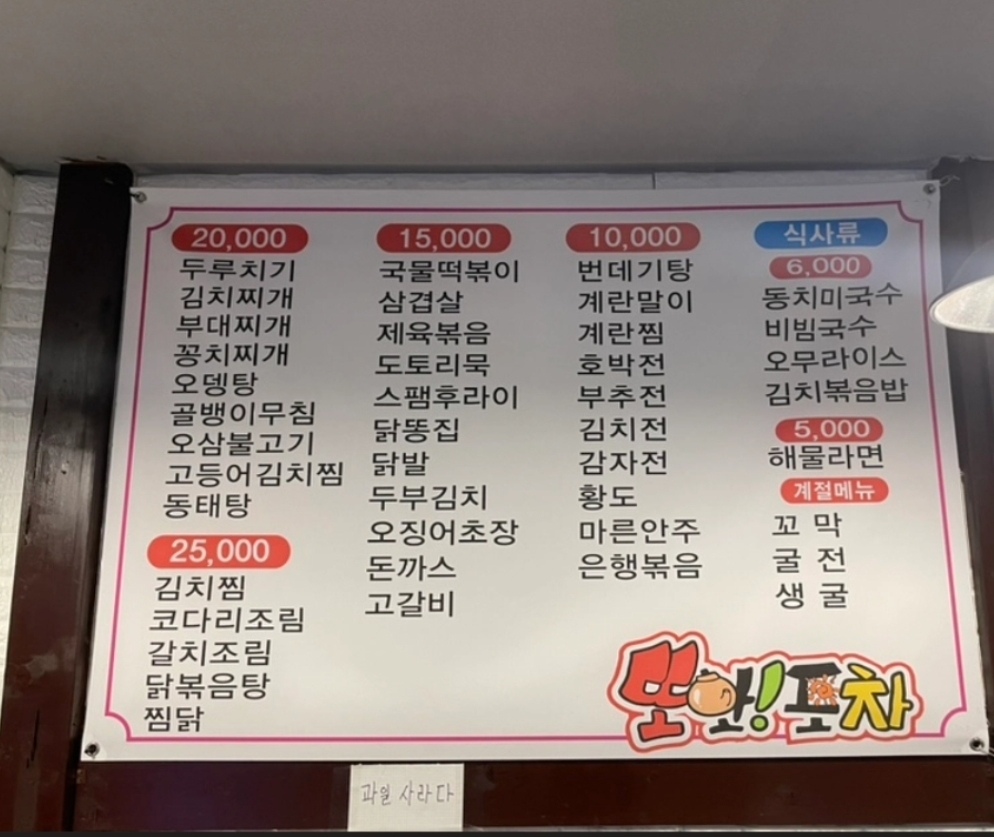 20,000
두루치기
김치찌개
부대찌개
꽁치찌개
오뎅탕
골뱅이무침
오삼불고기
고등어김치찜
동태탕
25,000
김치찜
코다리조림
갈치조림
닭볶음탕
찜닭
15,000
국물떡볶이
삼겹살
제육볶음
도토리묵
스팸후라이
닭똥집
닭발
두부김치
오징어초장
돈까스
고갈비
10,000
번데기탕
계란말이
계란찜
호박전
부추전
김치전
감자전
황도
마른안주
은행볶음
식사류
6,000
동치미국수
비빔국수
오무라이스
김치볶음밥
5,000
해물라면
계절메뉴
꼬 막
굴 전
생 굴
또와!포차
과일 사라다